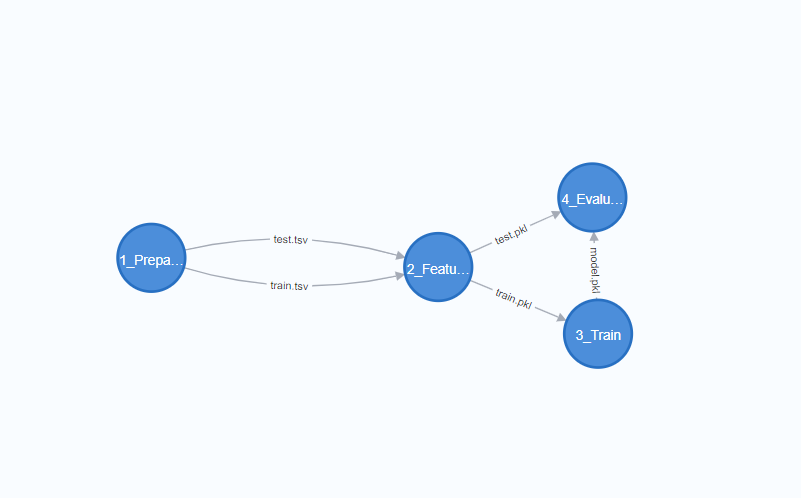 1_Prepa...
test.tsv
train.tsv
2_Featu...
test.pkl
train.pkl
4_Evalu...
model.pkl
3_Train